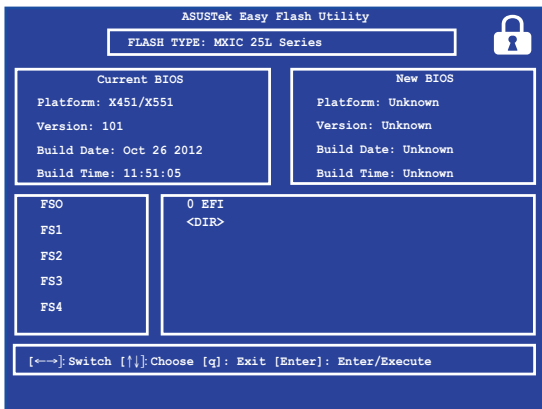 ASUSTek Easy Flash Utility
FLASH TYPE: MXIC 25L Series
Current BIOS
Platform: X451/X551
Version: 101
Build Date: Oct 26 2012
Build Time: 11:51:05
New BIOS
Platform: Unknown
Version: Unknown
Build Date: Unknown
Build Time: Unknown
FSO
FS1
FS2
FS3
FS4
0 EFI
<DIR>
[←→]: Switch [↑↓]: Choose [q]: Exit [Enter]: Enter/Execute